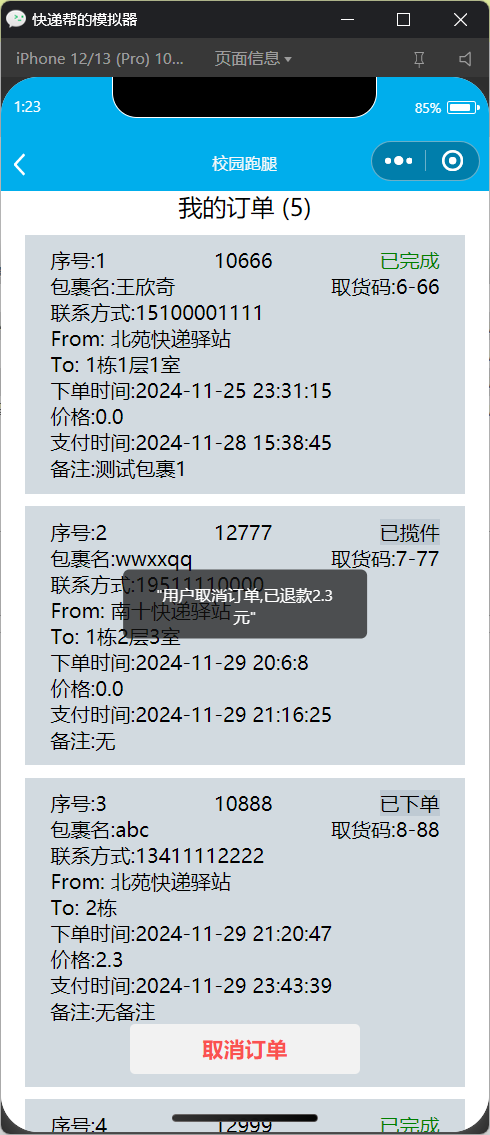 快递帮的模拟器
iPhone 12/13 (Pro) 10... 页面信息
1:23 85%
校园跑腿
我的订单 (5)
序号:1 10666 已完成
包裹名:王欣奇 取货码:6-66
联系方式:15100001111
From: 北苑快递驿站
To: 1栋1层1室
下单时间:2024-11-25 23:31:15
价格:0.0
支付时间:2024-11-28 15:38:45
备注:测试包裹1
序号:2 12777 已揽件
包裹名:wwxxqq 取货码:7-77
联系方式:19511110000
"用户取消订单,已退款2.3
元"
From: 南十快递驿站
To: 1栋2层3室
下单时间:2024-11-29 20:6:8
价格:0.0
支付时间:2024-11-29 21:16:25
备注:无
序号:3 10888 已下单
包裹名:abc 取货码:8-88
联系方式:13411112222
From: 北苑快递驿站
To: 2栋
下单时间:2024-11-29 21:20:47
价格:2.3
支付时间:2024-11-29 23:43:39
备注:无备注
取消订单
序号:4 12999 已完成